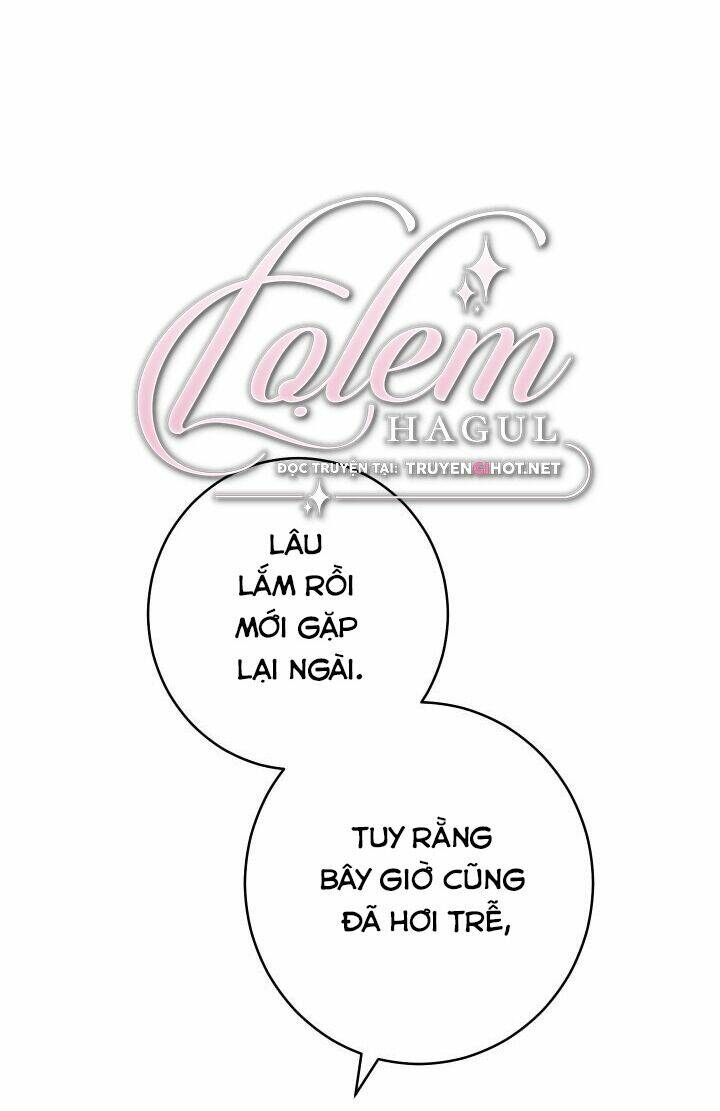 Lọlem
HAGUL
ĐỌC TRUYỆN TẠI: TRUYENGIHOT.NET
LÂU
LẮM RỒI
MỚI GẶP
LẠI NGÀI.
TUY RẰNG
BÂY GIỜ CŨNG
ĐÃ HƠI TRỄ,